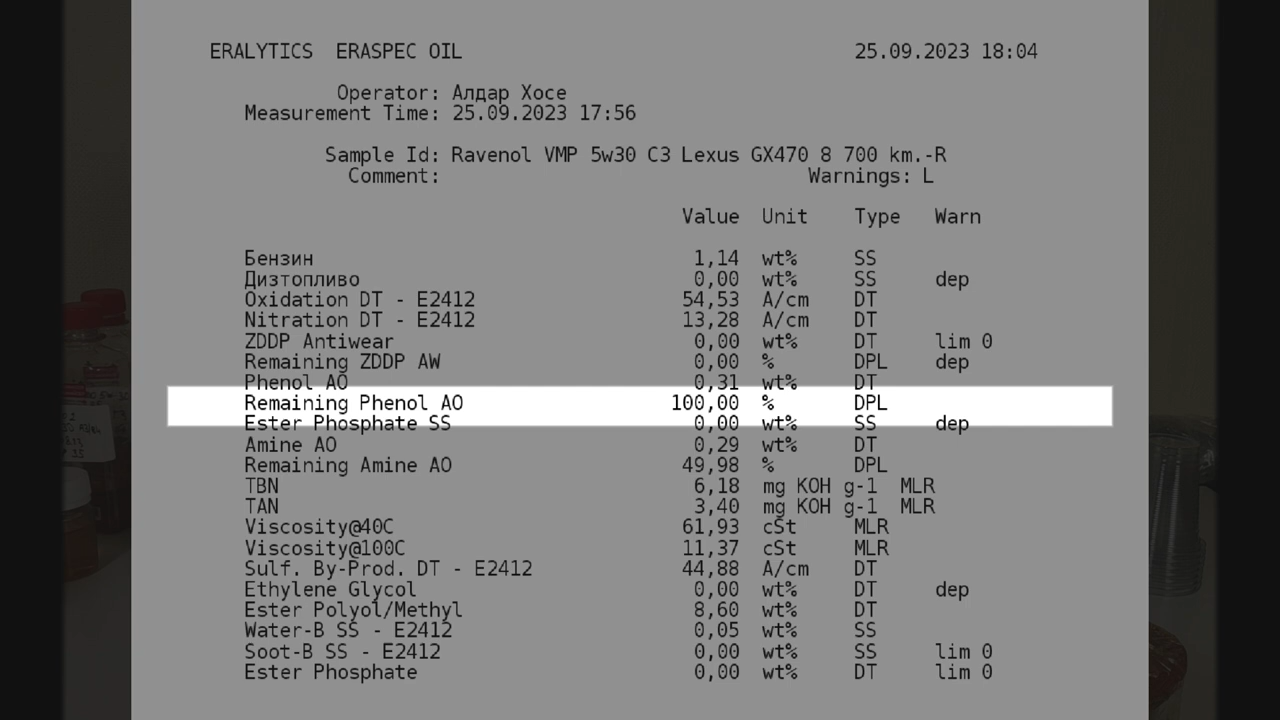 ERALYTICS ERASPEC OIL 25.09.2023 18:04
Operator: Алдар Хосе
Measurement Time: 25.09.2023 17:56
Sample Id: Ravenol VMP 5w30 C3 Lexus GX470 8 700 km.-R
Comment: Warnings: L
Value Unit Type Warn
Бензин 1,14 wt% SS
Дизтопливо 0,00 wt% SS dep
Oxidation DT - E2412 54,53 A/cm DT
Nitration DT - E2412 13,28 A/cm DT
ZDDP Antiwear 0,00 wt% DT lim 0
Remaining ZDDP AW 0,00 % DPL dep
Phenol AO 0,31 wt% DT
Remaining Phenol AO 100,00 % DPL
Ester Phosphate SS 0,00 wt% SS dep
Amine AO 0,29 wt% DT
Remaining Amine AO 49,98 % DPL
TBN 6,18 mg KOH g-1 MLR
TAN 3,40 mg KOH g-1 MLR
Viscosity@40C 61,93 cSt MLR
Viscosity@100C 11,37 cSt MLR
Sulf. By-Prod. DT - E2412 44,88 A/cm DT
Ethylene Glycol 0,00 wt% DT dep
Ester Polyol/Methyl 8,60 wt% DT
Water-B SS - E2412 0,05 wt% SS
Soot-B SS - E2412 0,00 wt% SS lim 0
Ester Phosphate 0,00 wt% DT lim 0